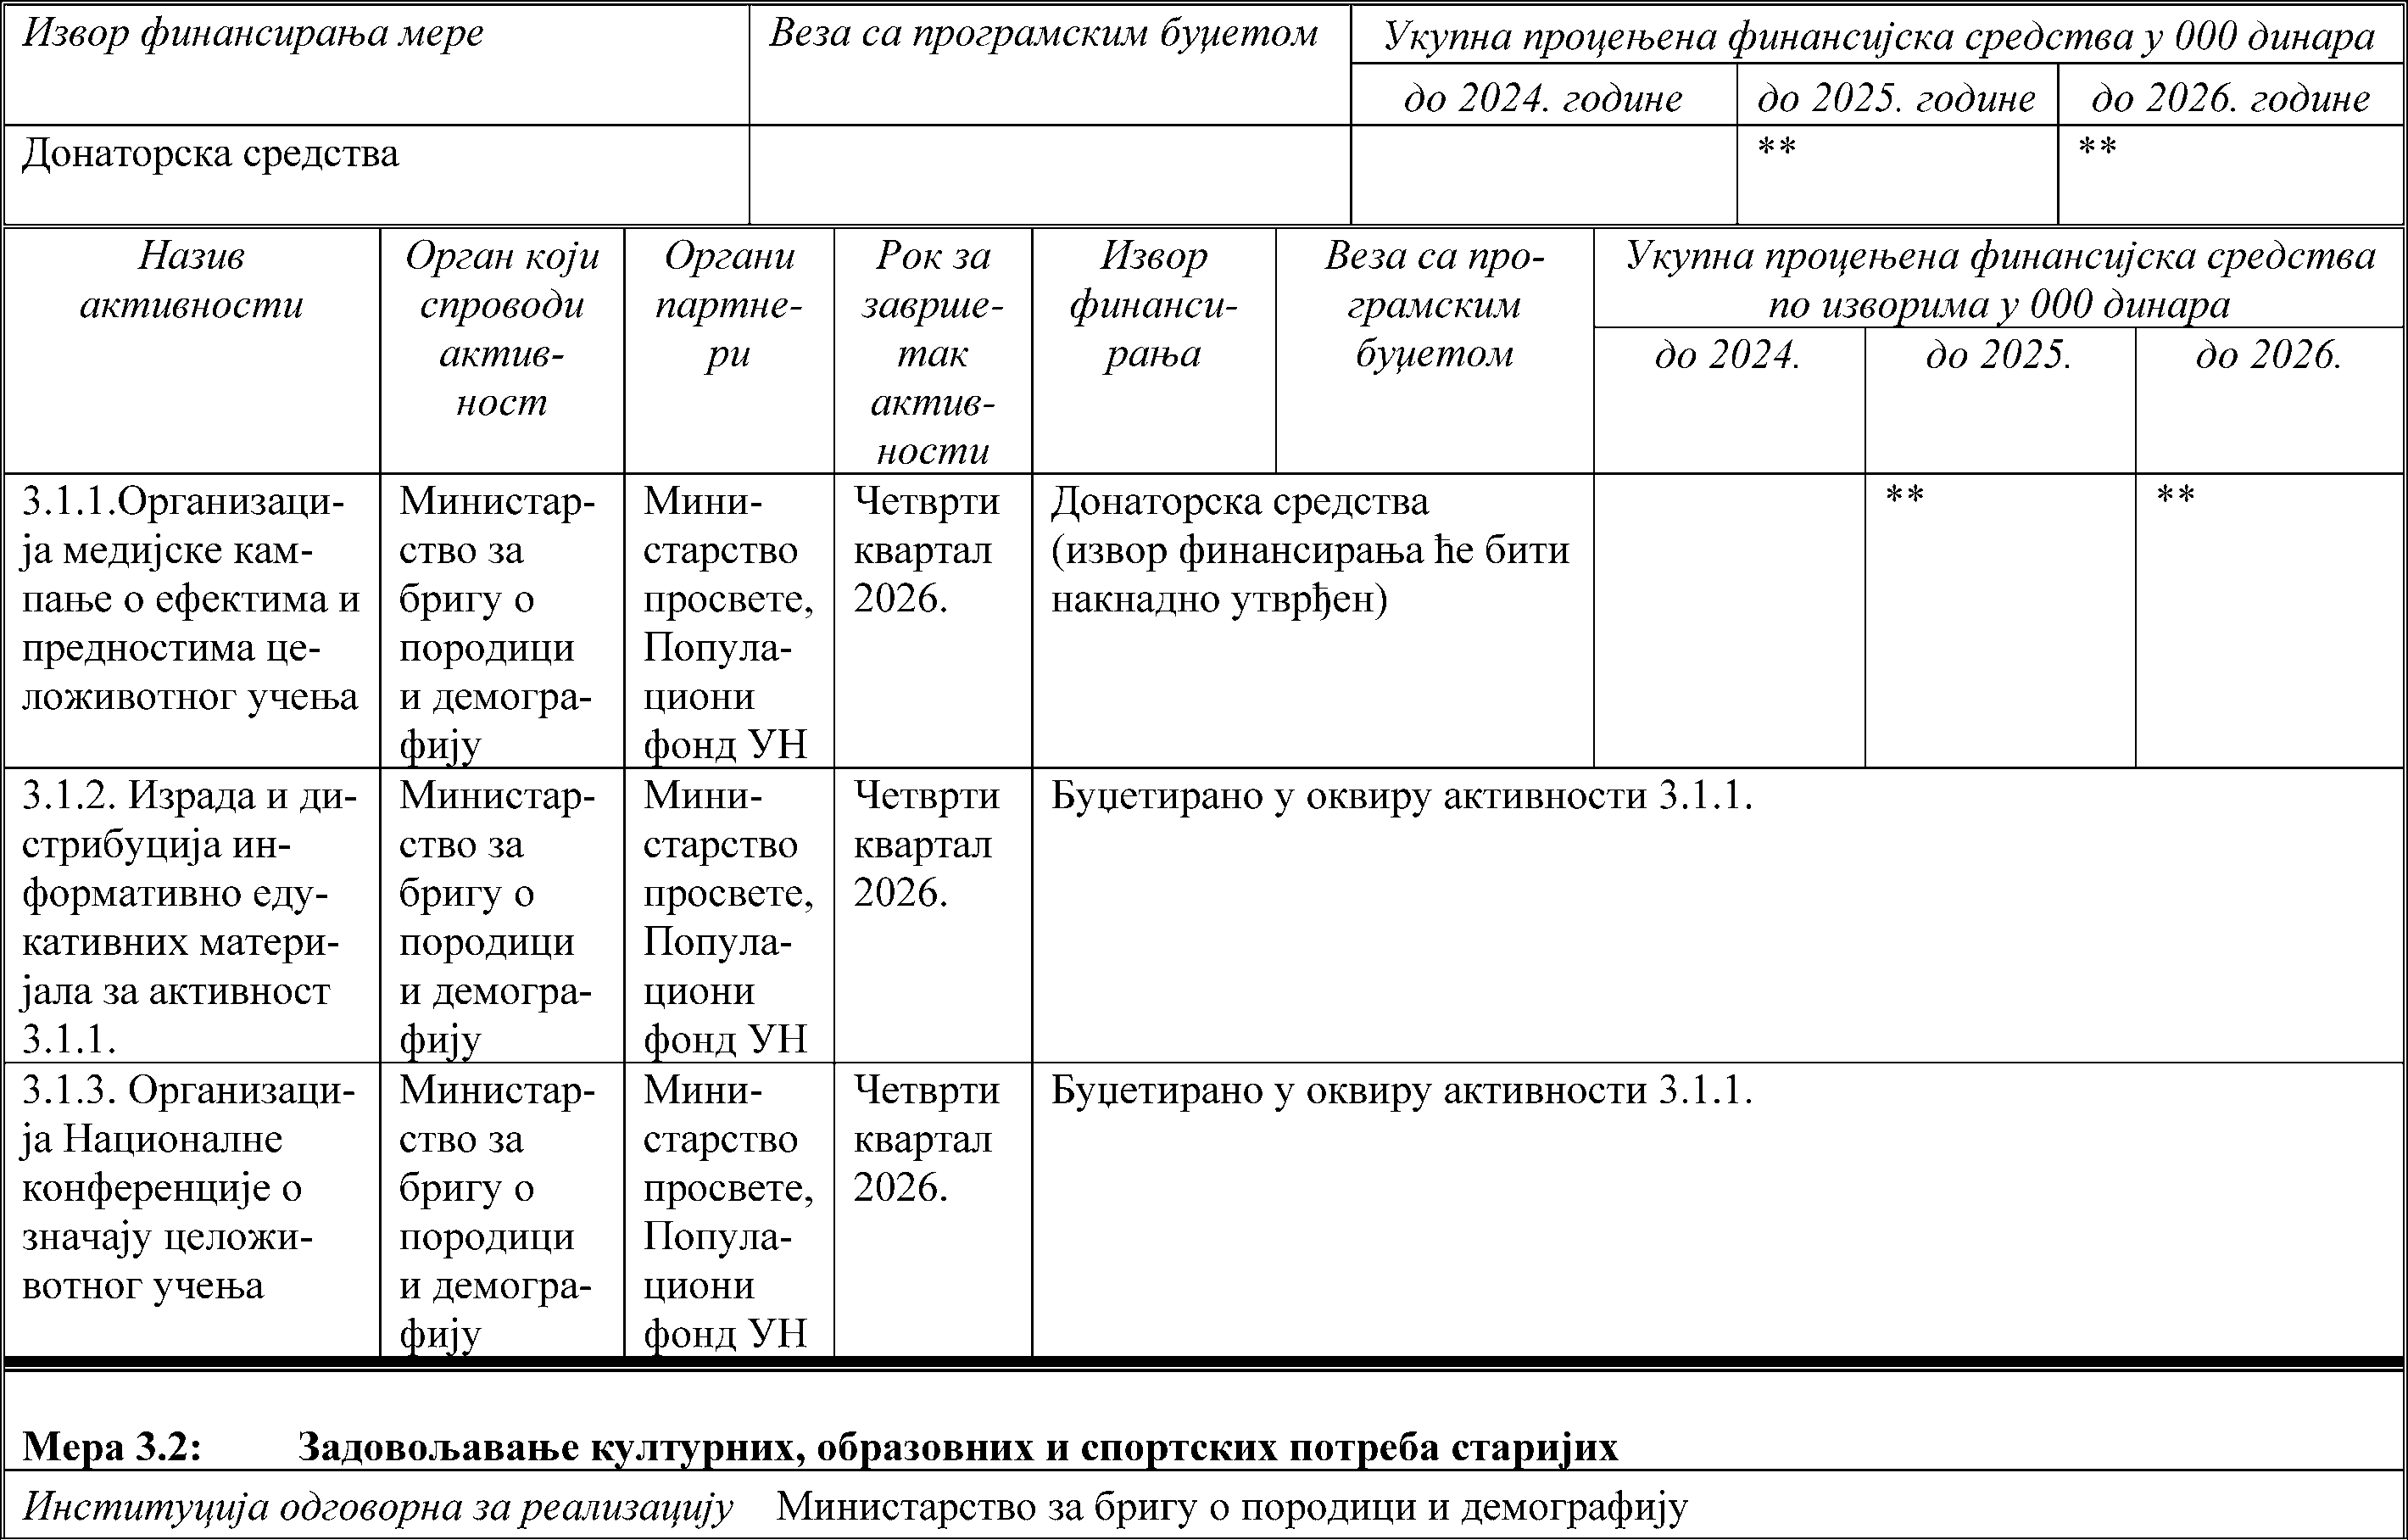 Извор финансирања мере
Веза са програмским буџетом
Укупна процењена финансијска средства у 000 динара
до 2024. године
до 2025. године
до 2026. године
Донаторска средства
**
**
Назив
активности
Орган који
спроводи
актив-
ност
Органи
партне-
ри
Рок за
заврше-
так
актив-
ности
Извор
финанси-
рања
Веза са про-
грамским
буџетом
Укупна процењена финансијска средства
по изворима у 000 динара
до 2024.
до 2025.
до 2026.
3.1.1.Организаци-
ја медијске кам-
пање о ефектима и
предностима це-
ложивотног учења
Министар-
ство за
бригу о
породици
и демогра-
фију
Мини-
старство
просвете,
Попула-
циони
фонд УН
Четврти
квартал
2026.
Донаторска средства
(извор финансирања ће бити
накнадно утврђен)
**
**
3.1.2. Израда и ди-
стрибуција ин-
формативно еду-
кативних матери-
јала за активност
3.1.1.
Министар-
ство за
бригу о
породици
и демогра-
фију
Мини-
старство
просвете,
Попула-
циони
фонд УН
Четврти
квартал
2026.
Буџетирано у оквиру активности 3.1.1.
3.1.3. Организаци-
ја Националне
конференције о
значају целожи-
вотног учења
Министар-
ство за
бригу о
породици
и демогра-
фију
Мини-
старство
просвете,
Попула-
циони
фонд УН
Четврти
квартал
2026.
Буџетирано у оквиру активности 3.1.1.
Мера 3.2: Задовољавање културних, образовних и спортских потреба старијих
Институција одговорна за реализацију Министарство за бригу о породици и демографију